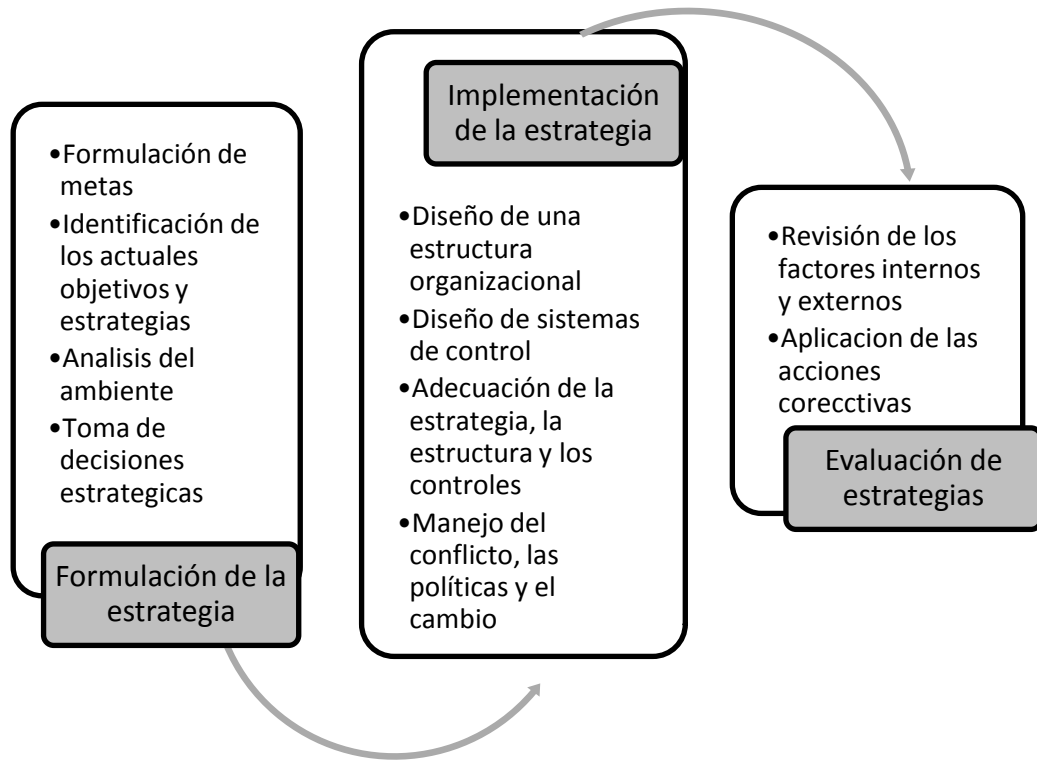 •Formulación de
metas
•Identificación de
los actuales
objetivos y
estrategias
•Analisis del
ambiente
•Toma de
decisiones
estrategicas
Formulación de la
estrategia
Implementación
de la estrategia
•Diseño de una
estructura
organizacional
•Diseño de sistemas
de control
•Adecuación de la
estrategia, la
estructura y los
controles
•Manejo del
conflicto, las
políticas y el
cambio
•Revisión de los
factores internos
y externos
•Aplicacion de las
acciones
corecctivas
Evaluación de
estrategias